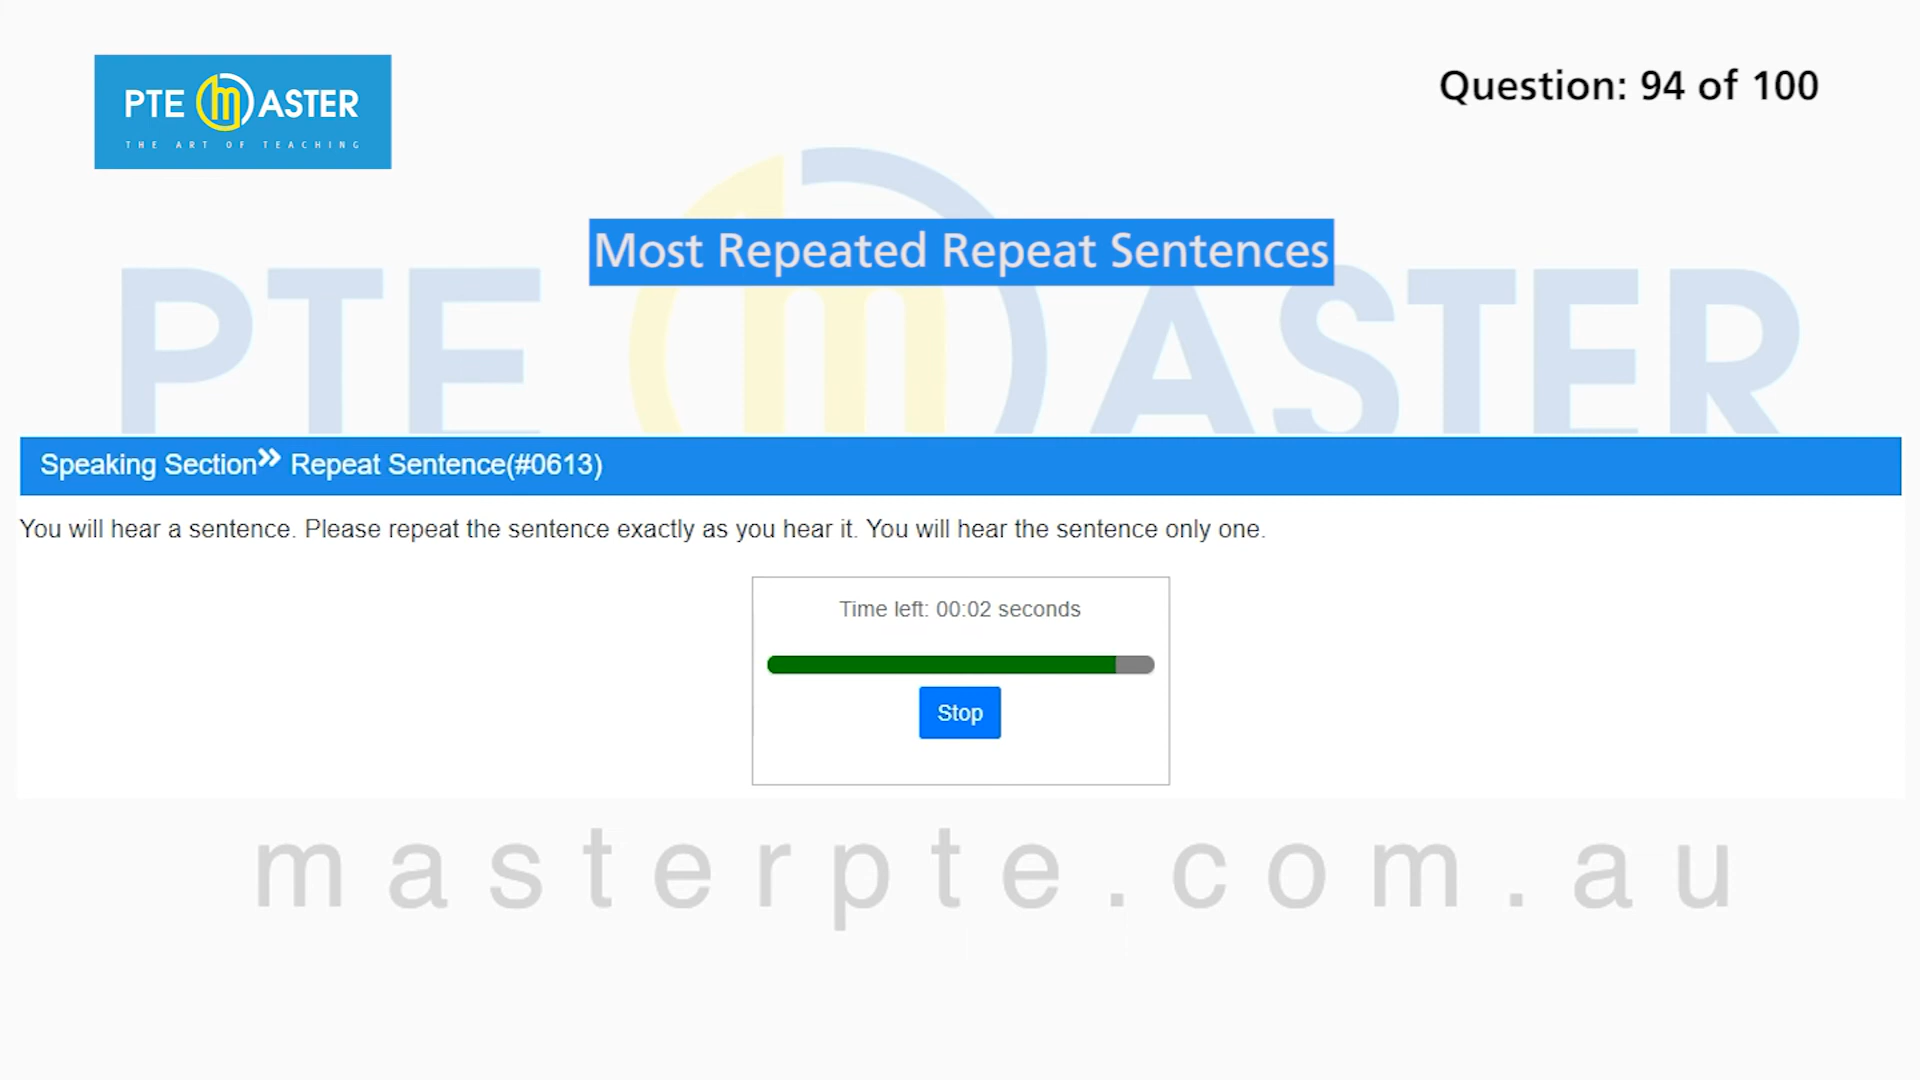 PTE MASTER
THE ART OF TEACHING
Question: 94 of 100
Most Repeated Repeat Sentences
PTE MASTER
Speaking Section» Repeat Sentence(#0613)
You will hear a sentence. Please repeat the sentence exactly as you hear it. You will hear the sentence only one.
Time left: 00:02 seconds
Stop
masterpte.com.au